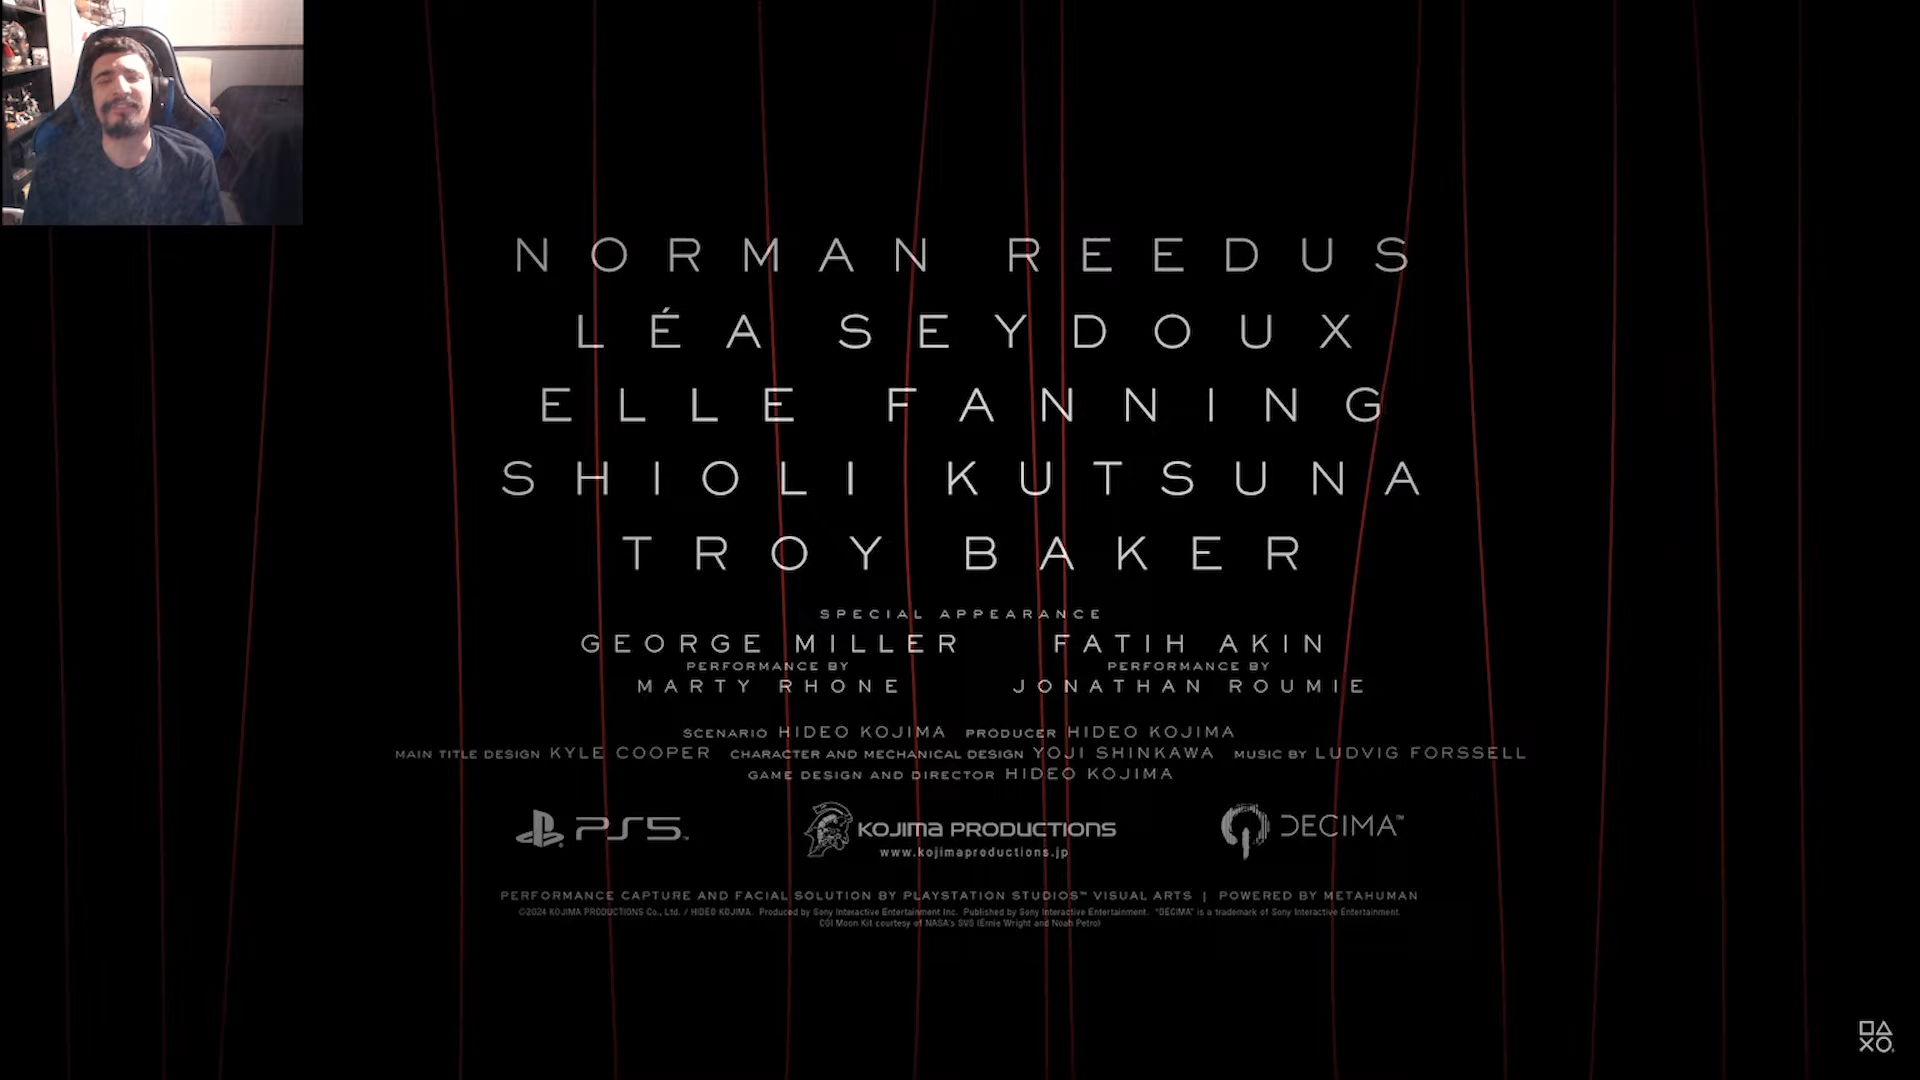 NORMAN REEDUS
LÉA SEYDOUX
ELLE FANNING
SHIOLI KUTSUNA
TROY BAKER
SPECIAL APPEARANCE
GEORGE MILLER FATIH AKIN
PERFORMANCE BY PERFORMANCE BY
MARTY RHONE JONATHAN ROUMIE
SCENARIO HIDEO KOJIMA PRODUCER HIDEO KOJIMA
MAIN TITLE DESIGN KYLE COOPER CHARACTER AND MECHANICAL DESIGN YOJI SHINKAWA MUSIC BY LUDVIG FORSSELL
GAME DESIGN AND DIRECTOR HIDEO KOJIMA
PS5™ KOJIMA PRODUCTIONS DECIMA™
www.kojimaproductions.jp
PERFORMANCE CAPTURE AND FACIAL SOLUTION BY PLAYSTATION STUDIOS™ VISUAL ARTS | POWERED BY METAHUMAN
©2024 KOJIMA PRODUCTIONS Co., Ltd. / HIDEO KOJIMA. Produced by Sony Interactive Entertainment Inc. Published by Sony Interactive Entertainment. "DECIMA" is a trademark of Sony Interactive Entertainment.
CGI Moon Kit courtesy of NASA's SVS (Ernie Wright and Noah Petro)